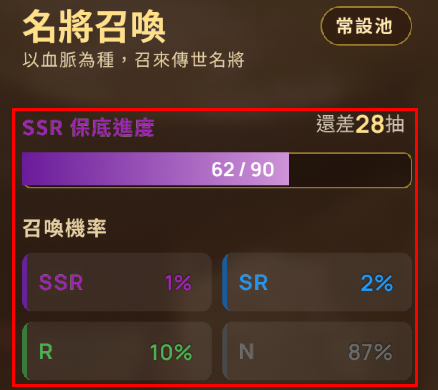 名將召喚
常設池
以血脈為種，召來傳世名將
SSR 保底進度
還差28抽
62 / 90
召喚機率
SSR 1%
SR 2%
R 10%
N 87%